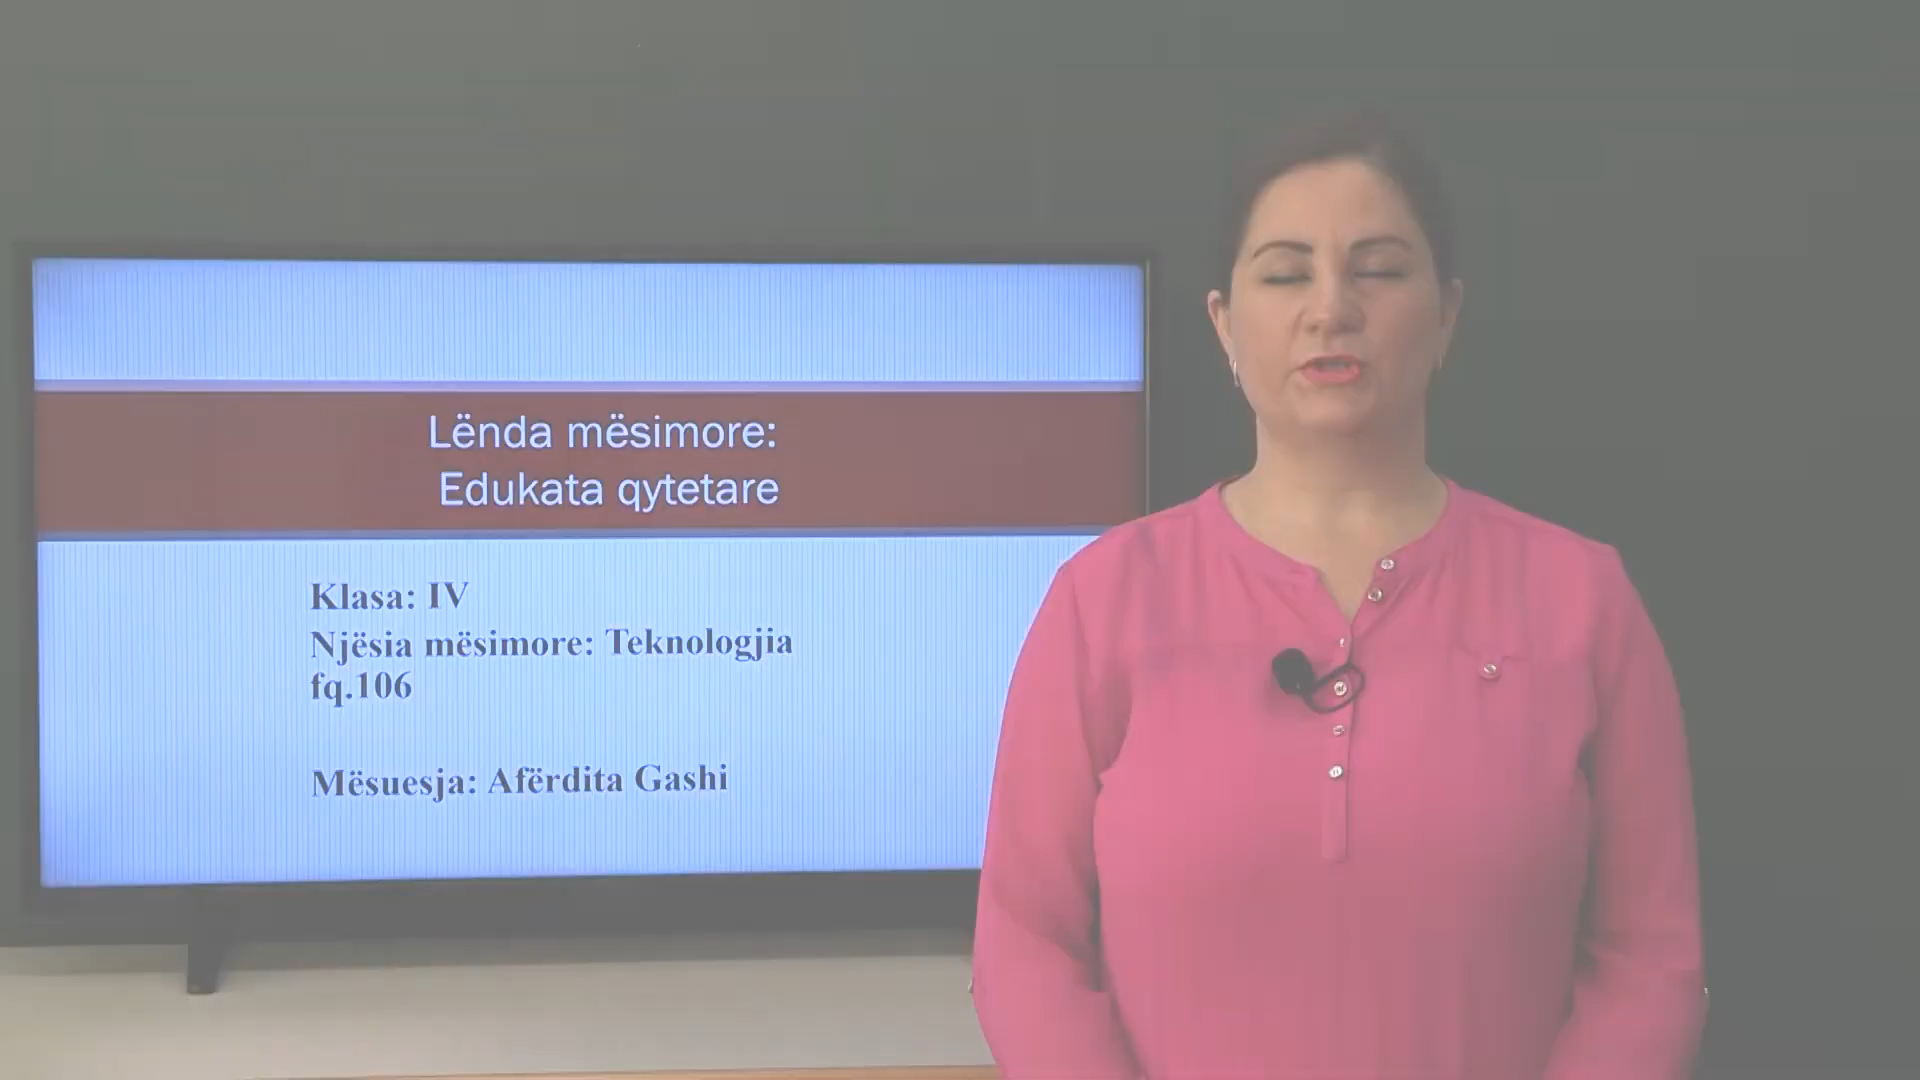 Lënda mësimore:
Edukata qytetare
Klasa: IV
Njësia mësimore: Teknologjia
fq.106
Mësuesja: Afërdita Gashi